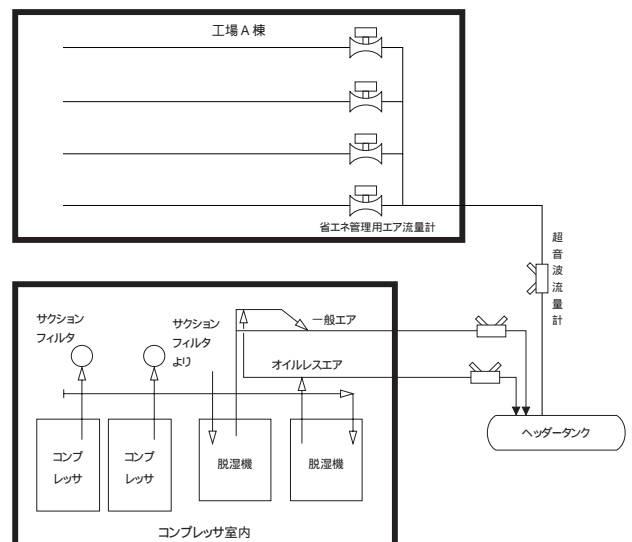 工場A棟
省エネ管理用エア流量計
超音波流量計
サクション
フィルタ
サクション
フィルタ
より
一般エア
オイルレスエア
コンプ
レッサ
コンプ
レッサ
脱湿機
脱湿機
ヘッダータンク
コンプレッサ室内